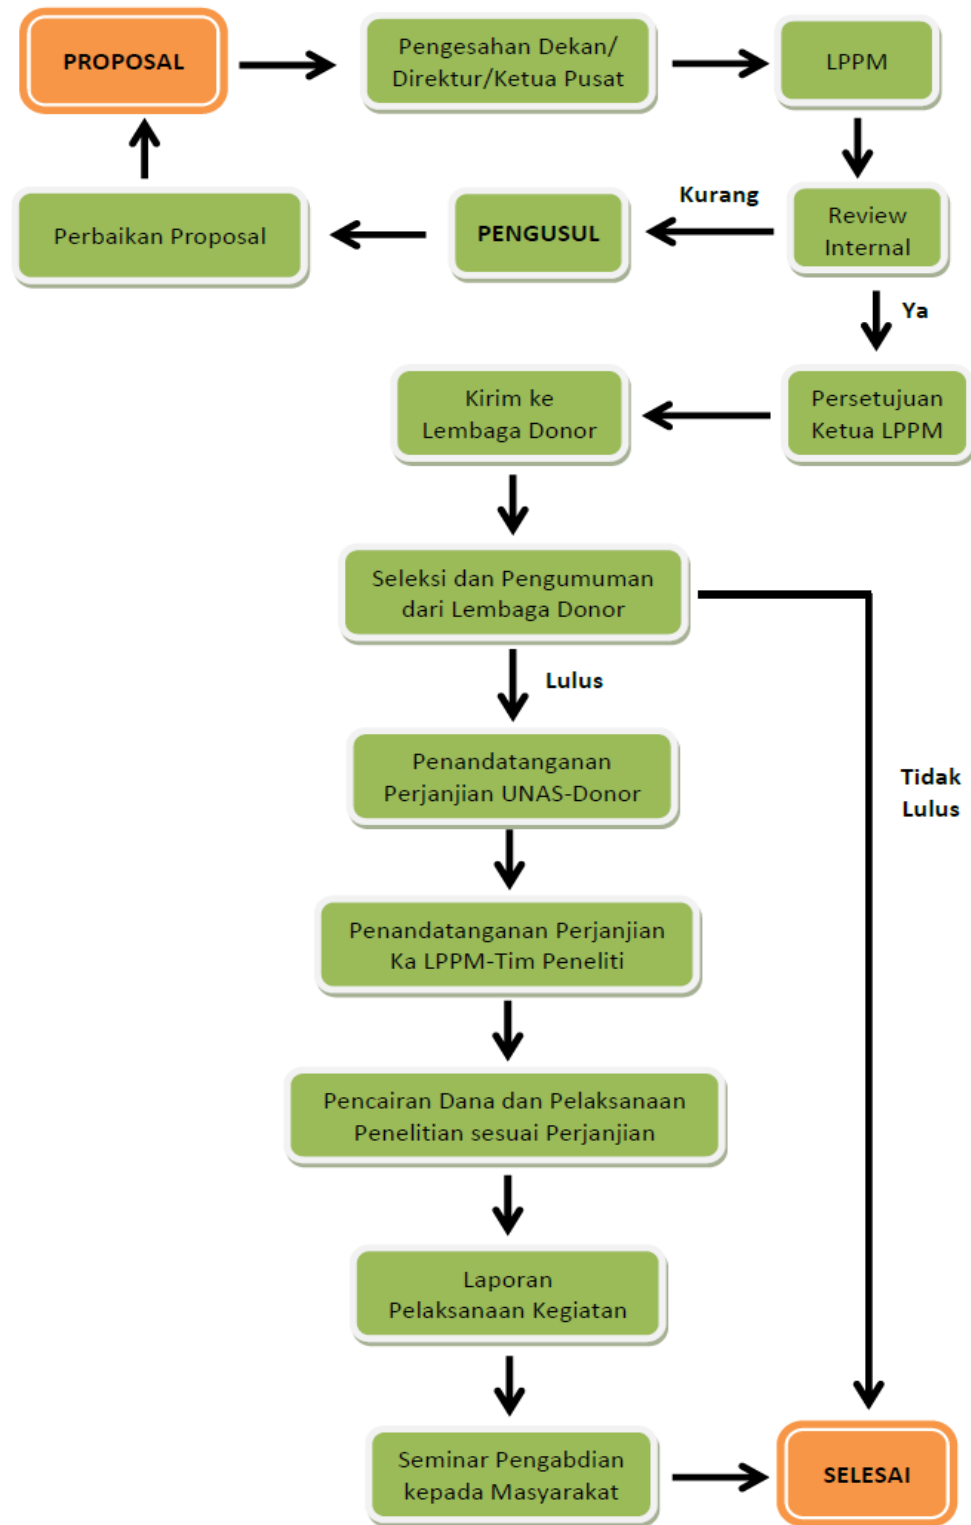 PROPOSAL
Pengesahan Dekan/
Direktur/Ketua Pusat
LPPM
Review
Internal
Kurang
PENGUSUL
Perbaikan Proposal
Ya
Persetujuan
Ketua LPPM
Kirim ke
Lembaga Donor
Seleksi dan Pengumuman
dari Lembaga Donor
Lulus
Tidak
Lulus
Penandatanganan
Perjanjian UNAS-Donor
Penandatanganan Perjanjian
Ka LPPM-Tim Peneliti
Pencairan Dana dan Pelaksanaan
Penelitian sesuai Perjanjian
Laporan
Pelaksanaan Kegiatan
Seminar Pengabdian
kepada Masyarakat
SELESAI